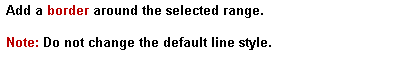 Add a border around the selected range.
Note: Do not change the default line style.